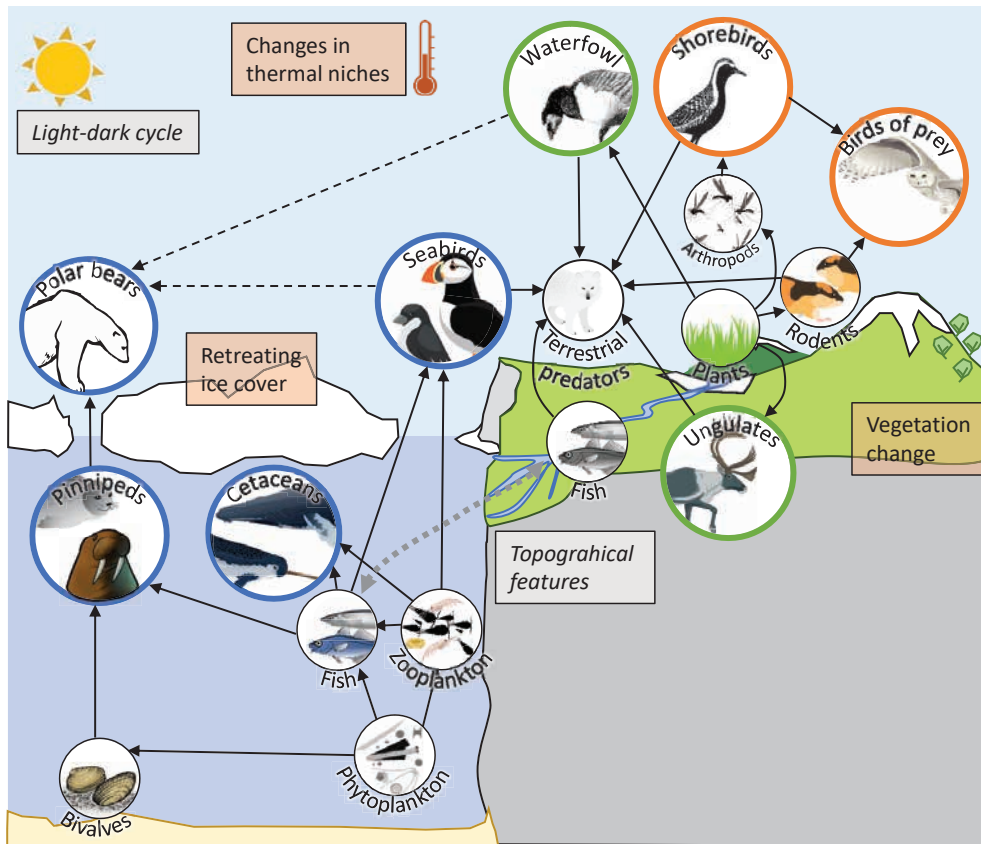 Changes in
thermal niches
Waterfowl
Shorebirds
Light-dark cycle
Birds of prey
Arthropods
Seabirds
Polar bears
Rodents
Terrestrial
predators
Plants
Retreating
ice cover
Ungulates
Vegetation
change
Pinnipeds
Cetaceans
Fish
Topograhical
features
Fish
Zooplankton
Phytoplankton
Bivalves